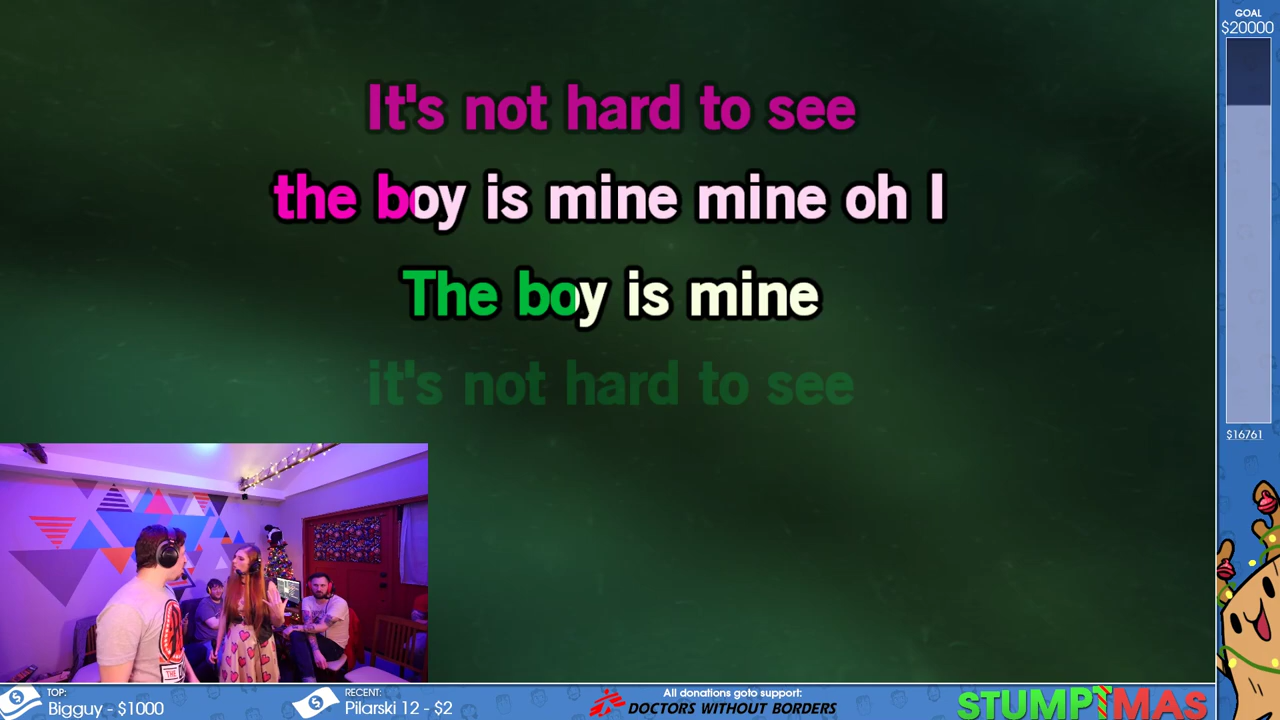 It's not hard to see
the boy is mine mine oh I
The boy is mine
it's not hard to see
GOAL
$20000
$16761
TOP:
Bigguy - $1000
RECENT:
Pilarski 12 - $2
All donations goto support:
DOCTORS WITHOUT BORDERS
STUMPTMAS